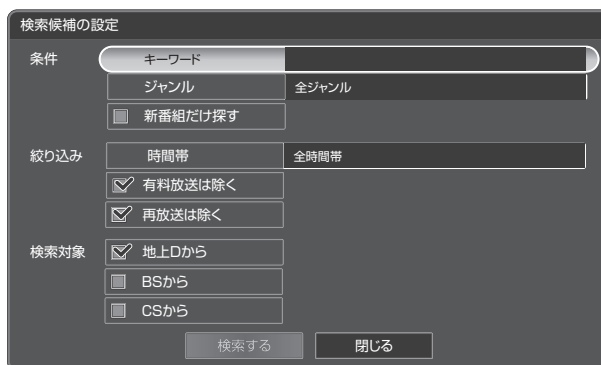 検索候補の設定
条件 キーワード
ジャンル 全ジャンル
新番組だけ探す
絞り込み 時間帯 全時間帯
有料放送は除く
再放送は除く
検索対象 地上Dから
BSから
CSから
検索する 閉じる